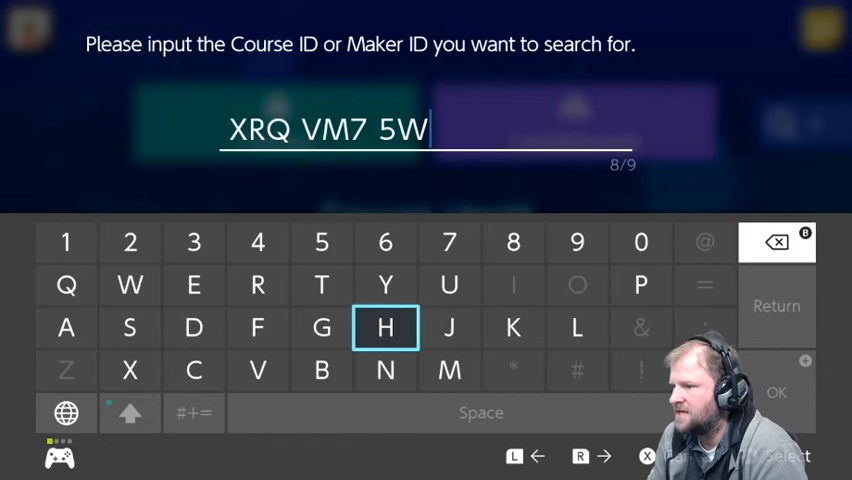 Please input the Course ID or Maker ID you want to search for.
XRQ VM7 5W
8/9
1 2 3 4 5 6 7 8 9 0 @
B
Q W E R T Y U I O P =
Return
A S D F G H J K L &
Z X C V B N M * # !
+
OK
#+= Space
L ← R → X Select